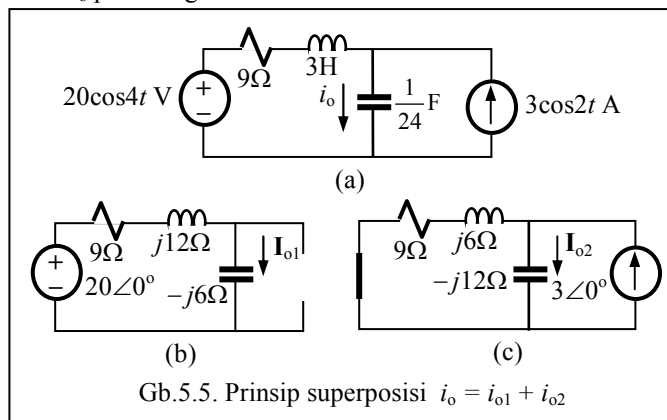 9Ω
3H
20cos4t V
+
−
i_o
1/24 F
3cos2t A
(a)
9Ω
j12Ω
I_o1
+
−
20∠0°
−j6Ω
(b)
9Ω
j6Ω
I_o2
−j12Ω
3∠0°
(c)
Gb.5.5. Prinsip superposisi i_o = i_o1 + i_o2